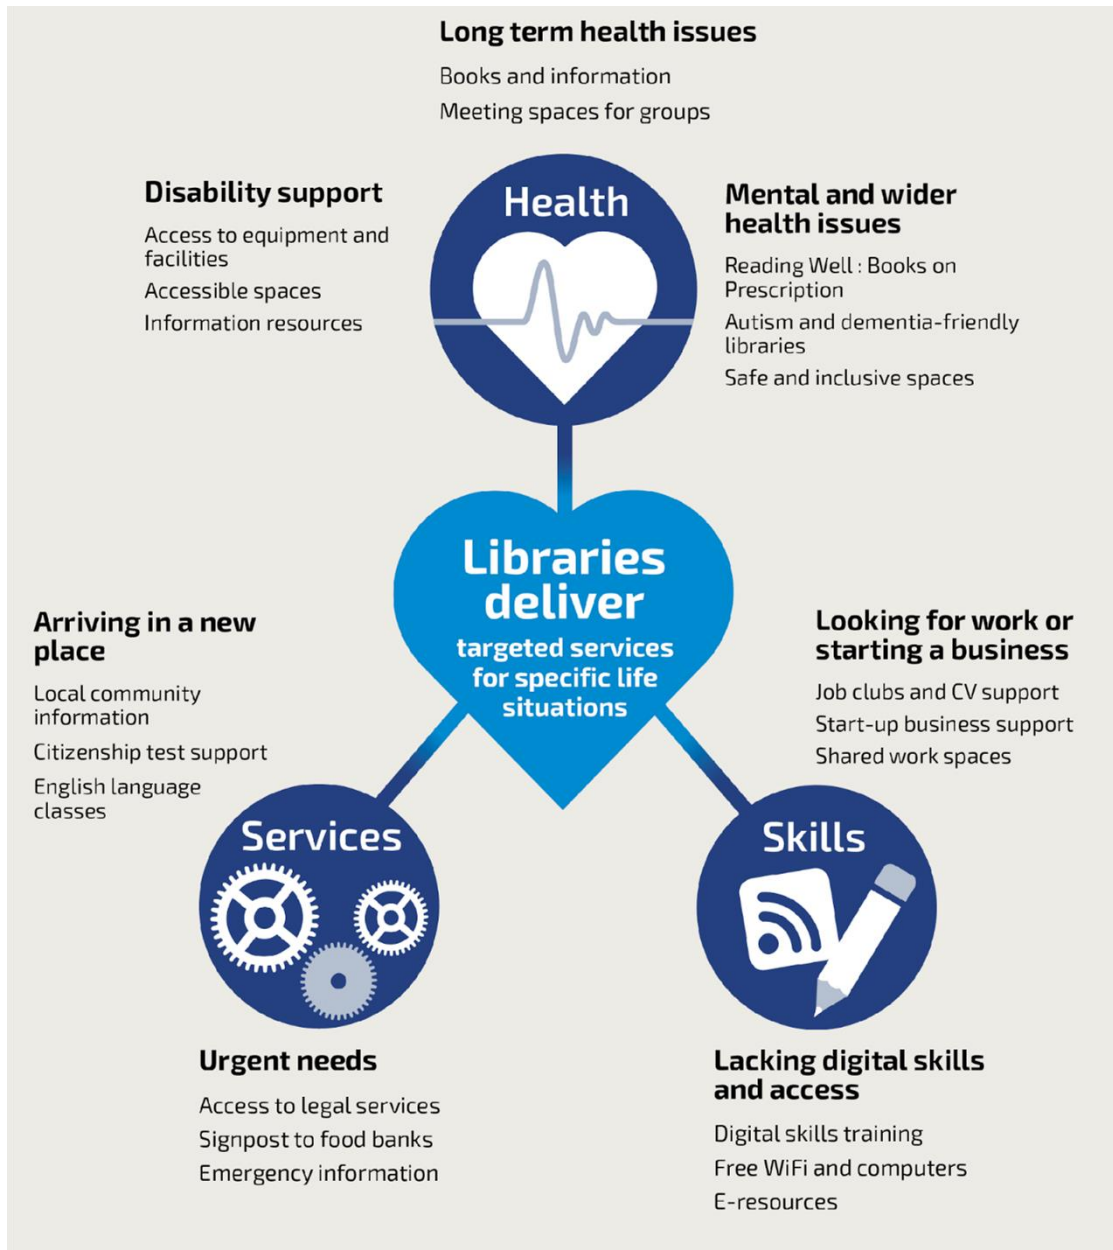 Long term health issues
Books and information
Meeting spaces for groups
Disability support
Access to equipment and
facilities
Accessible spaces
Information resources
Health
Mental and wider
health issues
Reading Well : Books on
Prescription
Autism and dementia-friendly
libraries
Safe and inclusive spaces
Libraries
deliver
targeted services
for specific life
situations
Arriving in a new
place
Local community
information
Citizenship test support
English language
classes
Services
Urgent needs
Access to legal services
Signpost to food banks
Emergency information
Looking for work or
starting a business
Job clubs and CV support
Start-up business support
Shared work spaces
Skills
Lacking digital skills
and access
Digital skills training
Free WiFi and computers
E-resources